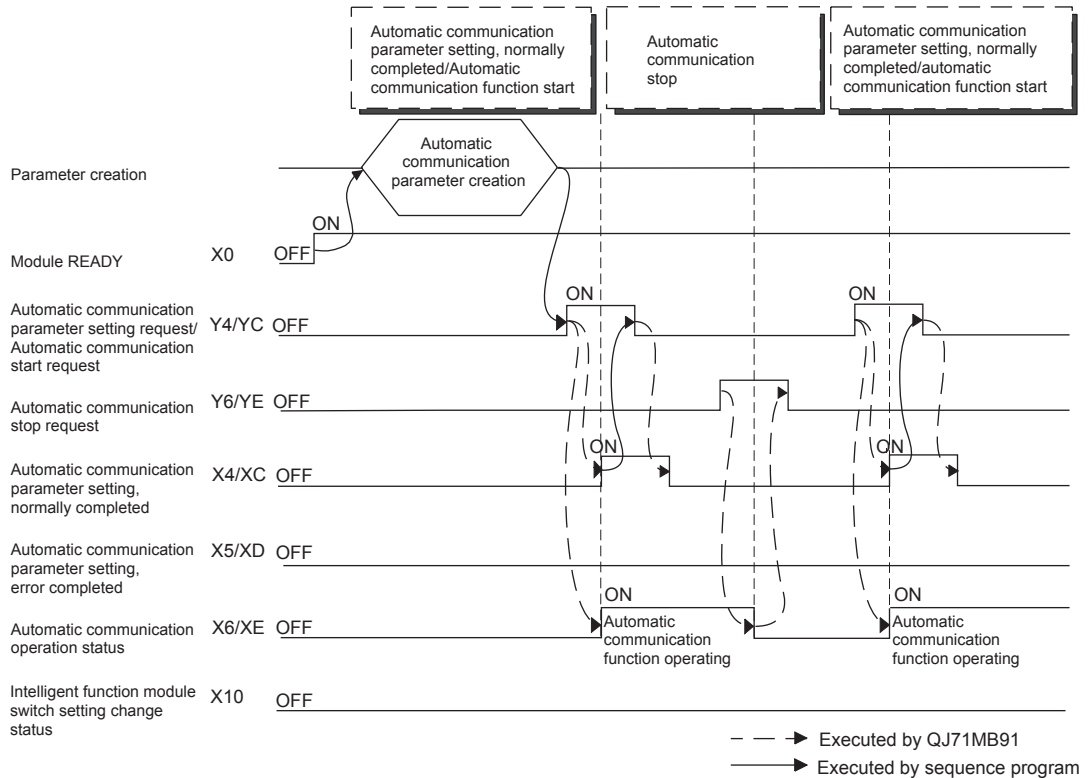 Automatic communication
parameter setting, normally
completed/Automatic
communication function start
Automatic
communication
stop
Automatic communication
parameter setting, normally
completed/automatic
communication function start
Parameter creation
Automatic
communication
parameter creation
Module READY X0 OFF ON
Automatic communication
parameter setting request/
Automatic communication
start request
Y4/YC OFF ON ON
Automatic communication
stop request
Y6/YE OFF
Automatic communication
parameter setting,
normally completed
X4/XC OFF ON ON
Automatic communication
parameter setting,
error completed
X5/XD OFF
Automatic communication
operation status
X6/XE OFF ON ON
Automatic
communication
function operating
Automatic
communication
function operating
Intelligent function module
switch setting change
status
X10 OFF
Executed by QJ71MB91
Executed by sequence program